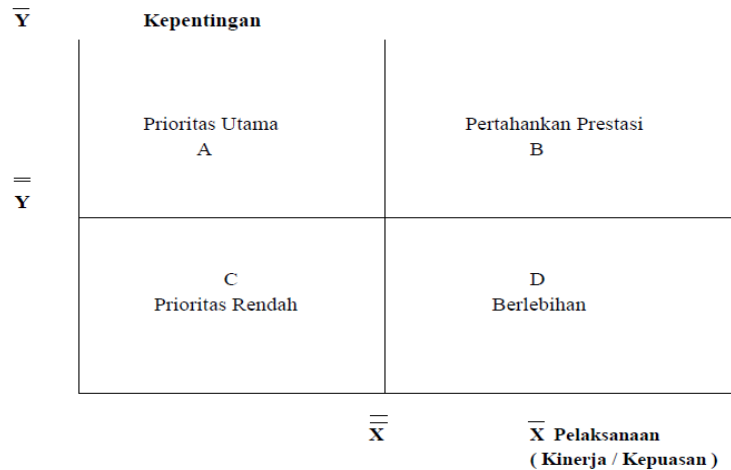 Y̅ Kepentingan
Prioritas Utama
A
Pertahankan Prestasi
B
Y̿
C
Prioritas Rendah
D
Berlebihan
X̿
X̅ Pelaksanaan
( Kinerja / Kepuasan )